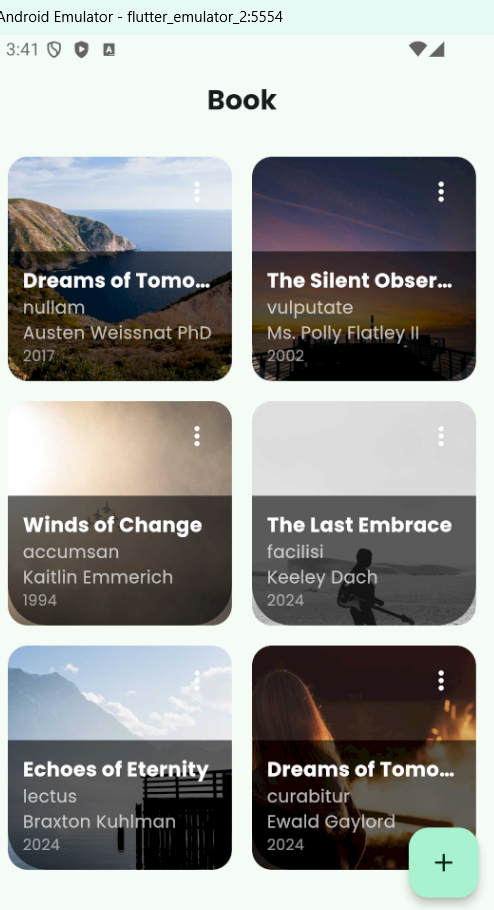 Android Emulator - flutter_emulator_2:5554
3:41
Book
Dreams of Tomo...
nullam
Austen Weissnat PhD
2017
The Silent Obser...
vulputate
Ms. Polly Flatley II
2002
Winds of Change
accumsan
Kaitlin Emmerich
1994
The Last Embrace
facilisi
Keeley Dach
2024
Echoes of Eternity
lectus
Braxton Kuhlman
2024
Dreams of Tomo...
curabitur
Ewald Gaylord
2024